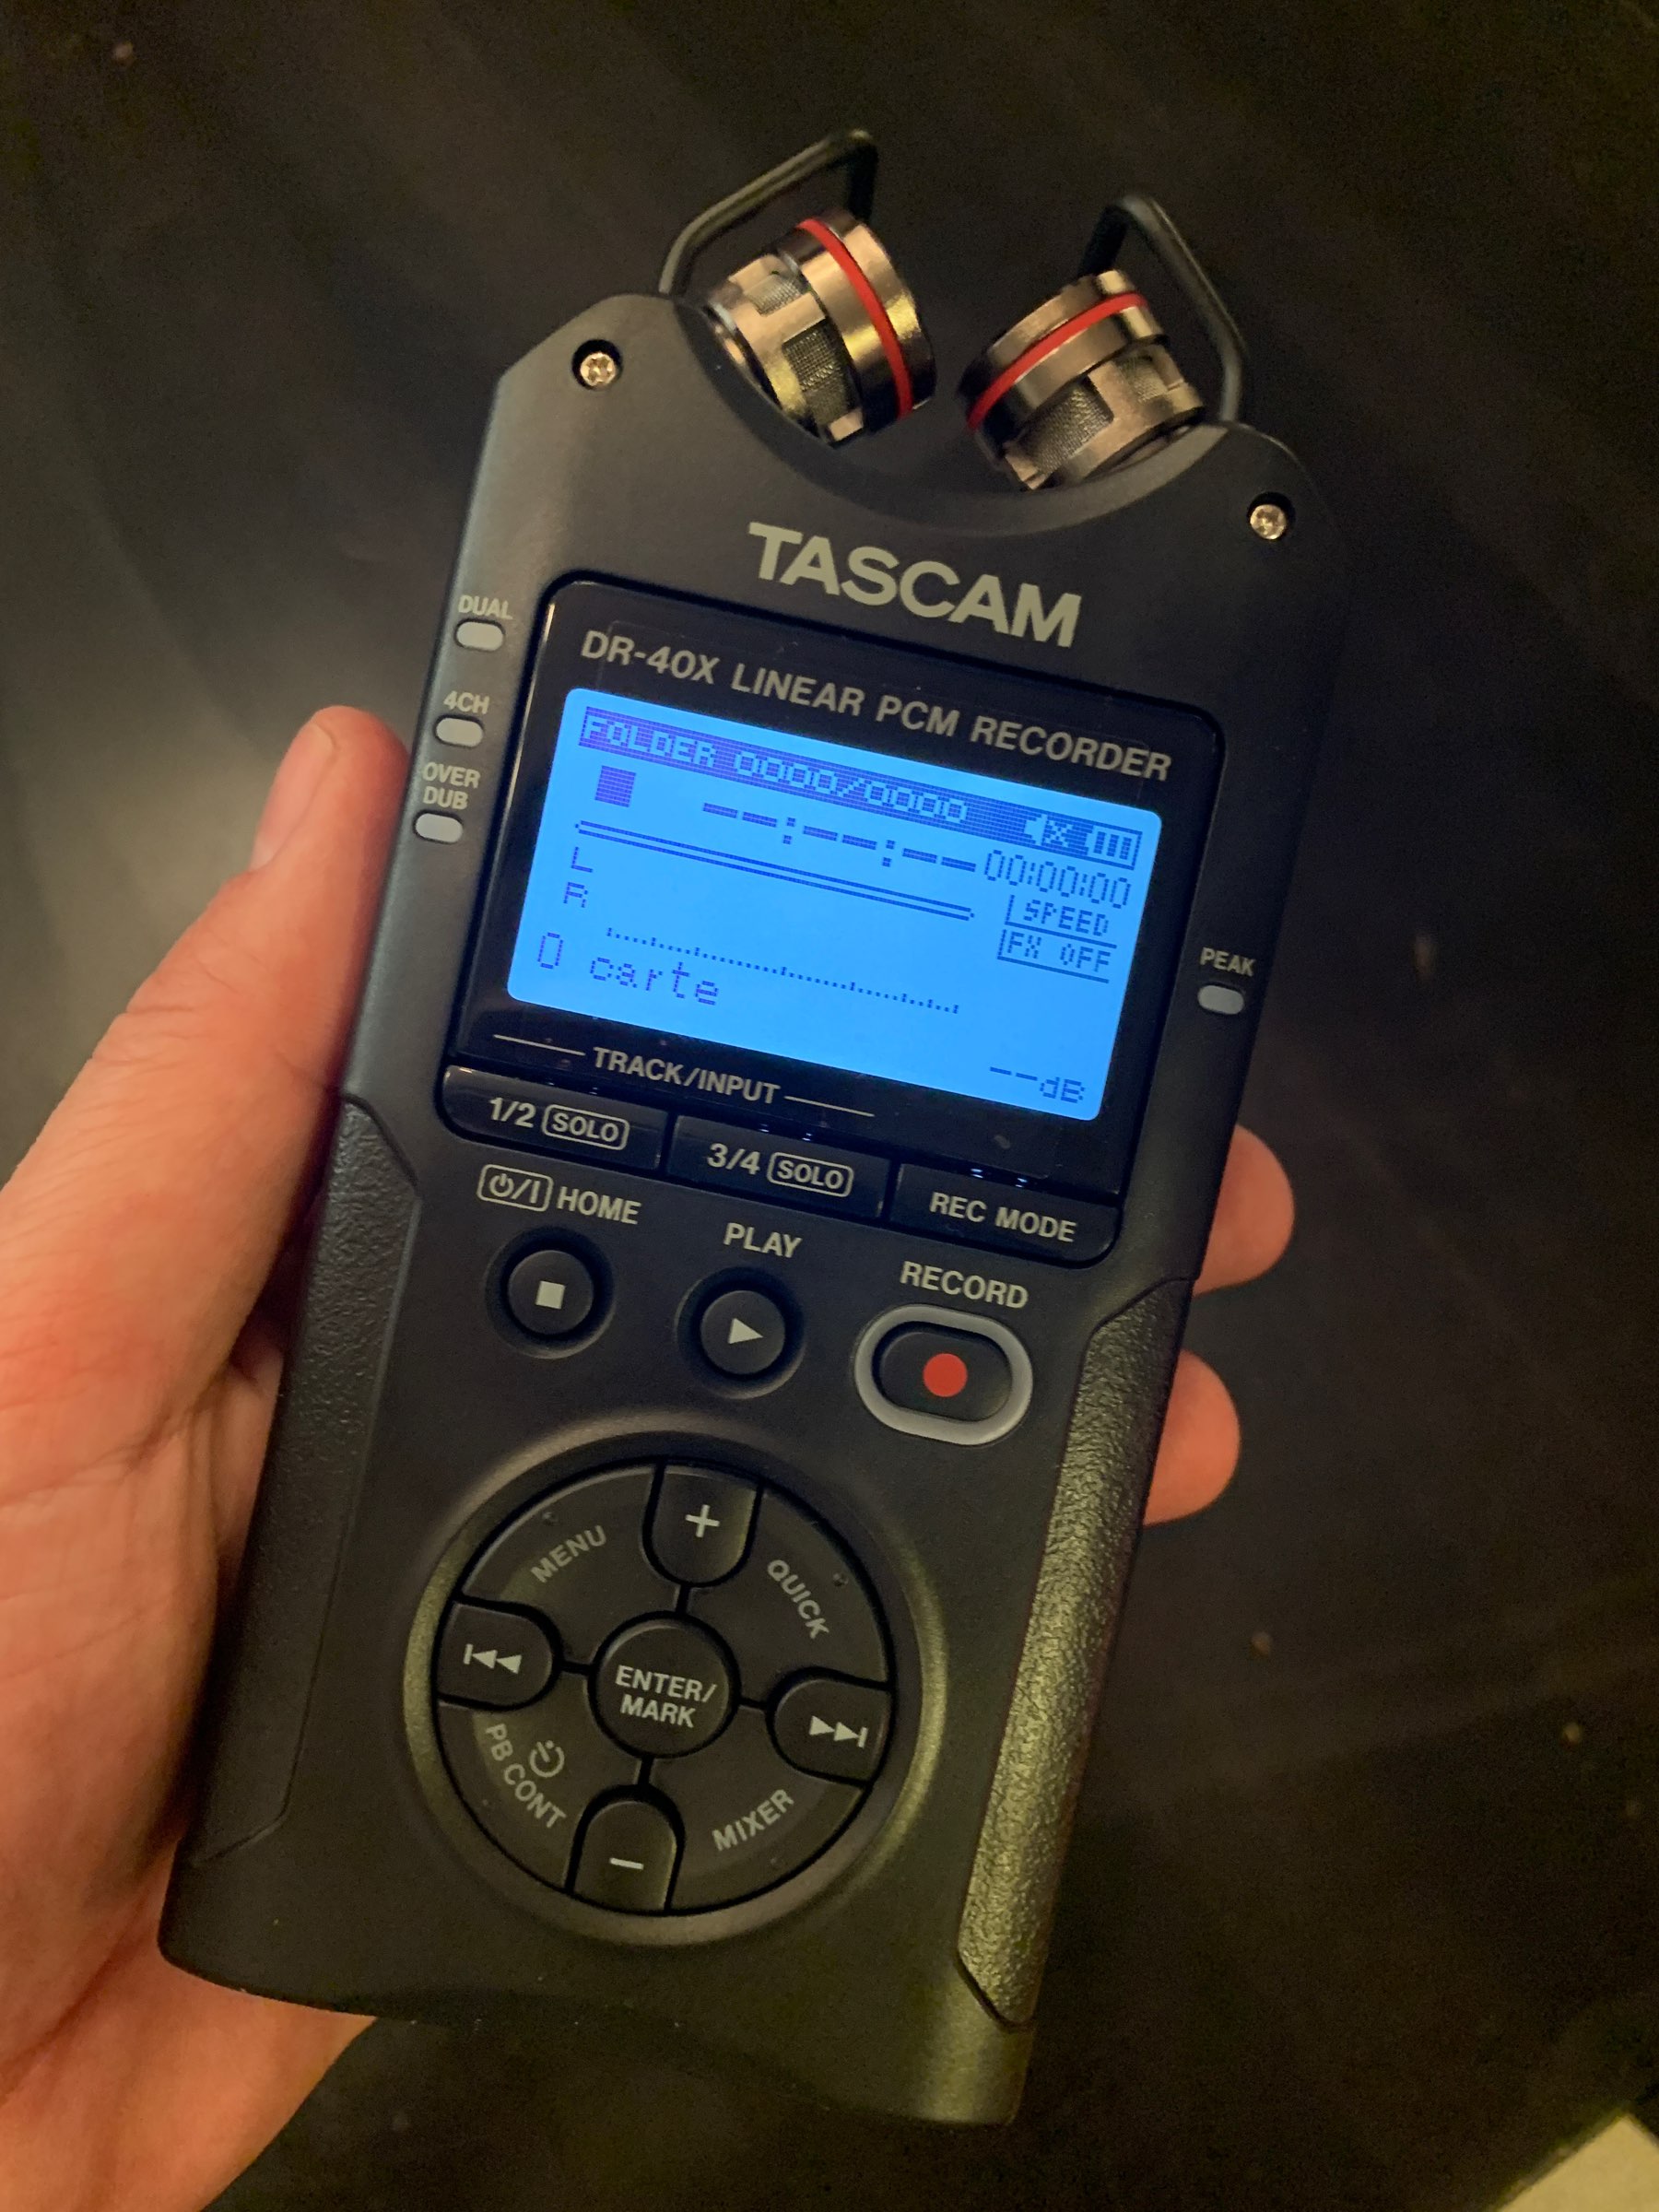 TASCAM
DR-40X LINEAR PCM RECORDER
DUAL
4CH
OVER
DUB
PEAK
FOLDER 0000/0000
--:--:-- 00:00:00
L
R
SPEED
FX OFF
0 carte
--dB
TRACK/INPUT
1/2 SOLO
3/4 SOLO
REC MODE
⏻/I HOME
PLAY
RECORD
MENU
+
QUICK
ENTER/
MARK
PB CONT
−
MIXER